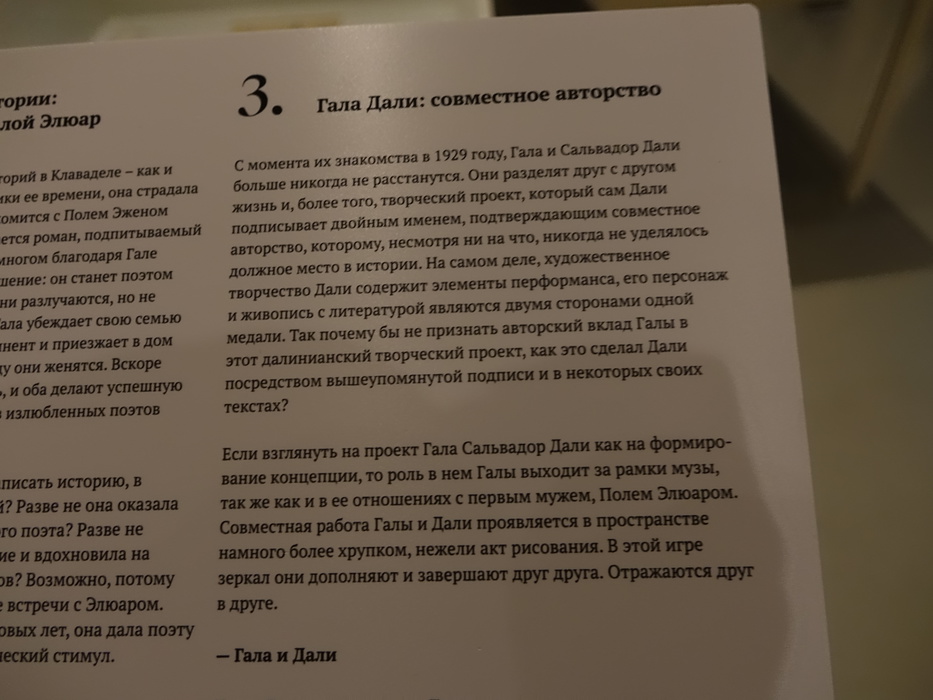 тории:
лой Элюар
торий в Клаваделе – как и
ики ее времени, она страдала
комится с Полем Эженом
ется роман, подпитываемый
многом благодаря Гале
шение: он станет поэтом
ни разлучаются, но не
Гала убеждает свою семью
инент и приезжает в дом
ду они женятся. Вскоре
ь, и оба делают успешную
в излюбленных поэтов
писать историю, в
й? Разве не она оказала
ого поэта? Разве не
ие и вдохновила на
ов? Возможно, потому
е встречи с Элюаром.
овых лет, она дала поэту
ческий стимул.
3. Гала Дали: совместное авторство
С момента их знакомства в 1929 году, Гала и Сальвадор Дали
больше никогда не расстанутся. Они разделят друг с другом
жизнь и, более того, творческий проект, который сам Дали
подписывает двойным именем, подтверждающим совместное
авторство, которому, несмотря ни на что, никогда не уделялось
должное место в истории. На самом деле, художественное
творчество Дали содержит элементы перформанса, его персонаж
и живопись с литературой являются двумя сторонами одной
медали. Так почему бы не признать авторский вклад Галы в
этот далинианский творческий проект, как это сделал Дали
посредством вышеупомянутой подписи и в некоторых своих
текстах?
Если взглянуть на проект Гала Сальвадор Дали как на формиро-
вание концепции, то роль в нем Галы выходит за рамки музы,
так же как и в ее отношениях с первым мужем, Полем Элюаром.
Совместная работа Галы и Дали проявляется в пространстве
намного более хрупком, нежели акт рисования. В этой игре
зеркал они дополняют и завершают друг друга. Отражаются друг
в друге.
— Гала и Дали